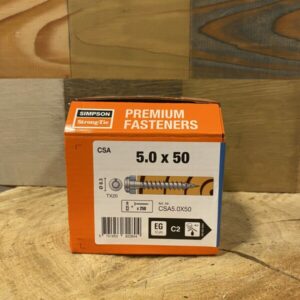 SIMPSON
Strong-Tie
PREMIUM
FASTENERS
CSA
5.0 x 50
TX20
CSA5.0X50
EG
C2